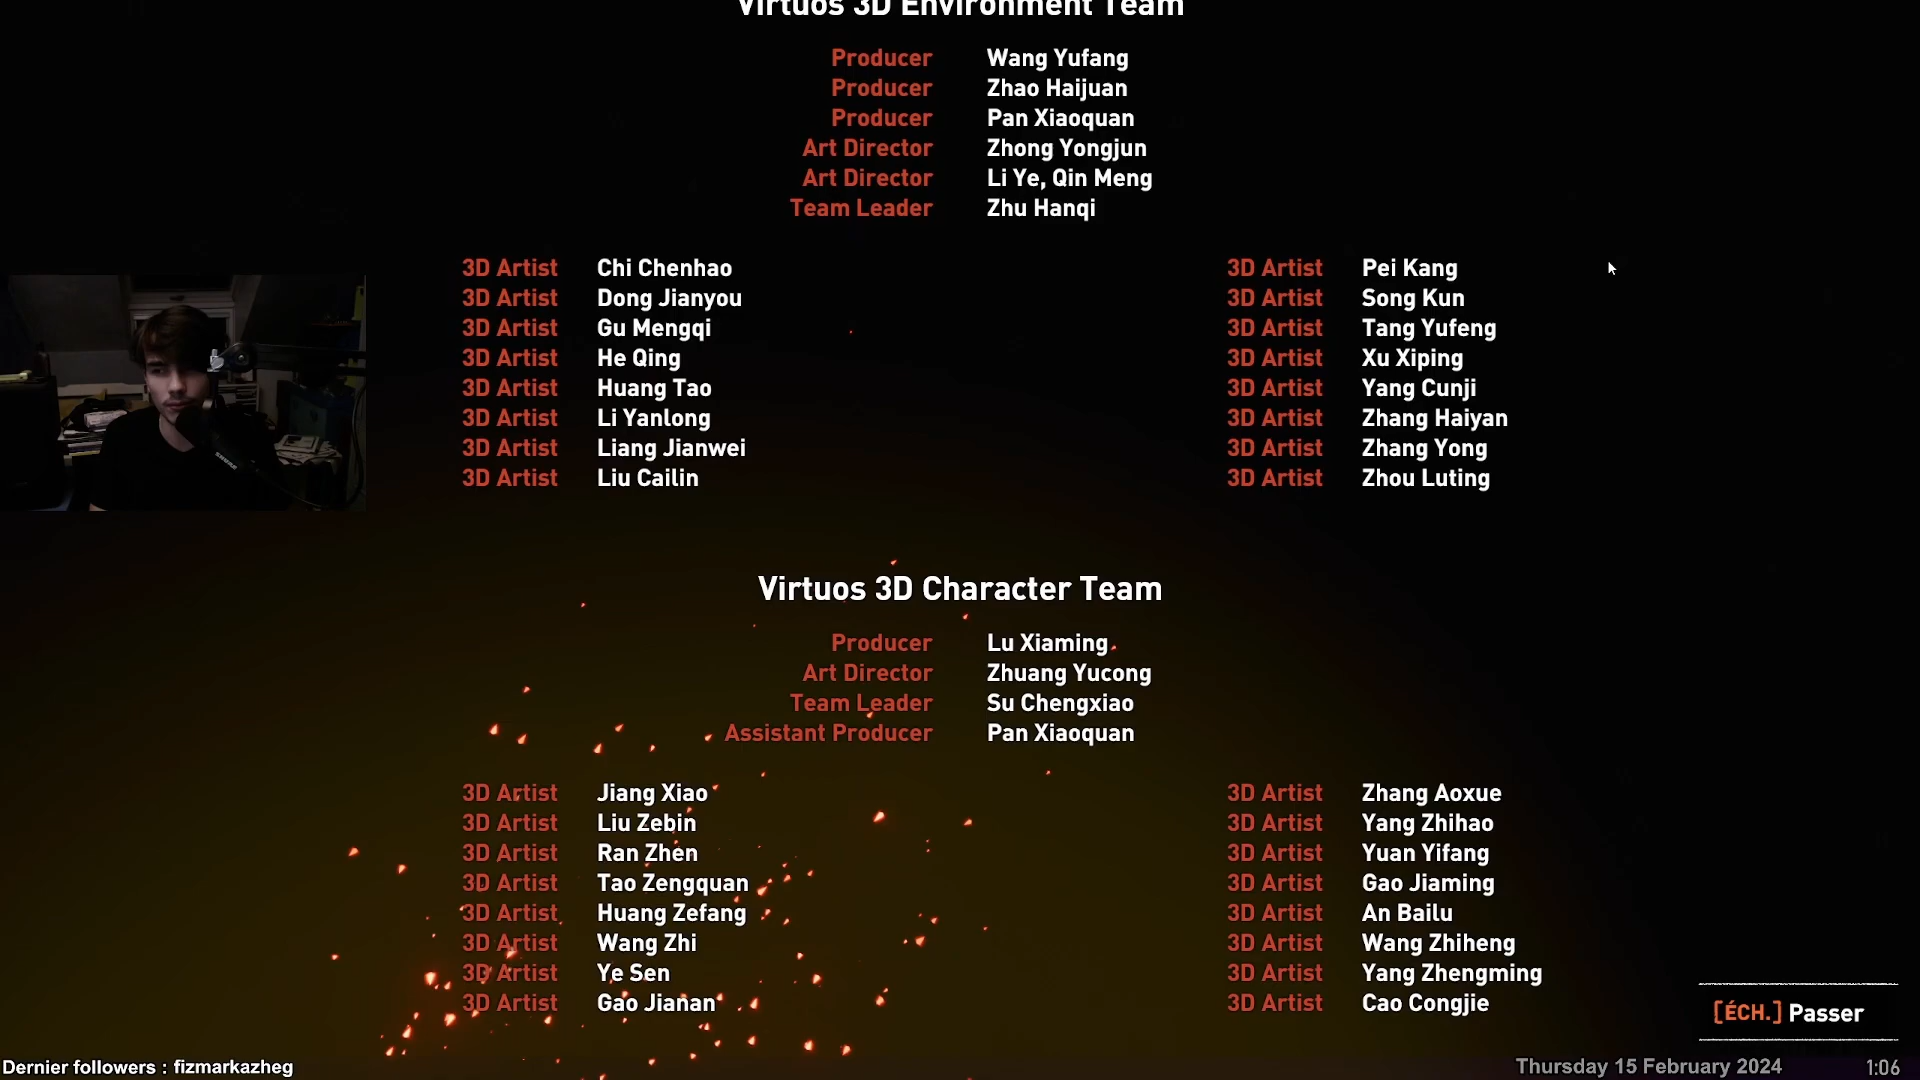 Virtuos 3D Environment Team
Producer Wang Yufang
Producer Zhao Haijuan
Producer Pan Xiaoquan
Art Director Zhong Yongjun
Art Director Li Ye, Qin Meng
Team Leader Zhu Hanqi
3D Artist Chi Chenhao 3D Artist Pei Kang
3D Artist Dong Jianyou 3D Artist Song Kun
3D Artist Gu Mengqi 3D Artist Tang Yufeng
3D Artist He Qing 3D Artist Xu Xiping
3D Artist Huang Tao 3D Artist Yang Cunji
3D Artist Li Yanlong 3D Artist Zhang Haiyan
3D Artist Liang Jianwei 3D Artist Zhang Yong
3D Artist Liu Cailin 3D Artist Zhou Luting
SHURE
Virtuos 3D Character Team
Producer Lu Xiaming
Art Director Zhuang Yucong
Team Leader Su Chengxiao
Assistant Producer Pan Xiaoquan
3D Artist Jiang Xiao 3D Artist Zhang Aoxue
3D Artist Liu Zebin 3D Artist Yang Zhihao
3D Artist Ran Zhen 3D Artist Yuan Yifang
3D Artist Tao Zengquan 3D Artist Gao Jiaming
3D Artist Huang Zefang 3D Artist An Bailu
3D Artist Wang Zhi 3D Artist Wang Zhiheng
3D Artist Ye Sen 3D Artist Yang Zhengming
3D Artist Gao Jianan 3D Artist Cao Congjie
[ÉCH.] Passer
Dernier followers : fizmarkazheg
Thursday 15 February 2024 1:06